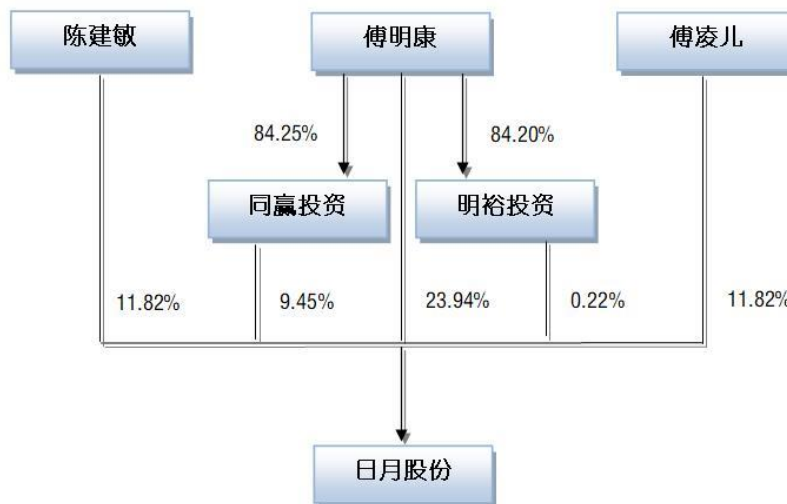 陈建敏
傅明康
傅凌儿
84.25%
84.20%
同赢投资
明裕投资
11.82%
9.45%
23.94%
0.22%
11.82%
日月股份